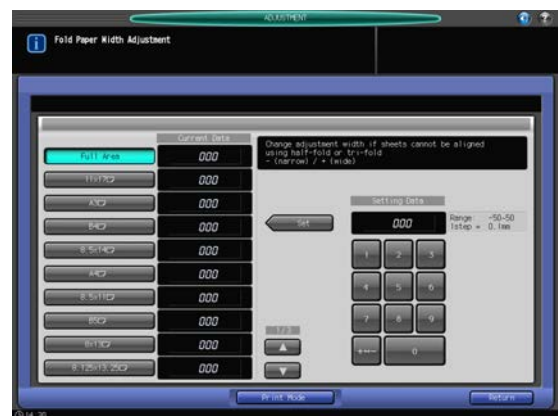 ADJUSTMENT
Fold Paper Width Adjustment
Current Data
Change adjustment width if sheets cannot be aligned
using half-fold or tri-fold
- (narrow) / + (wide)
Full Area 000
11x17 000
A3 000
B4 000
8.5x14 000
A4 000
8.5x11 000
B5 000
8x13 000
8.125x13.25 000
Set
Setting Data
000
Range : -50~50
1step = 0.1mm
1 2 3
4 5 6
7 8 9
0
1/3
Print Mode
Return
14:30